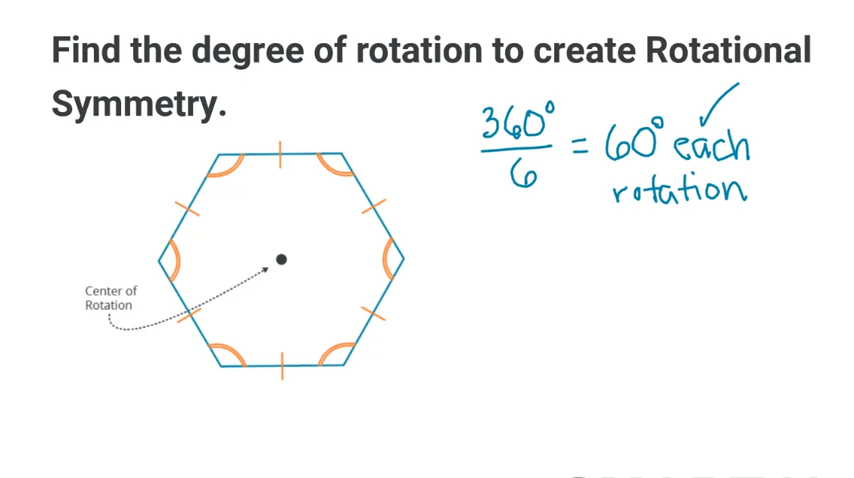 Find the degree of rotation to create Rotational
Symmetry.
360°
6
= 60° each
rotation
Center of
Rotation